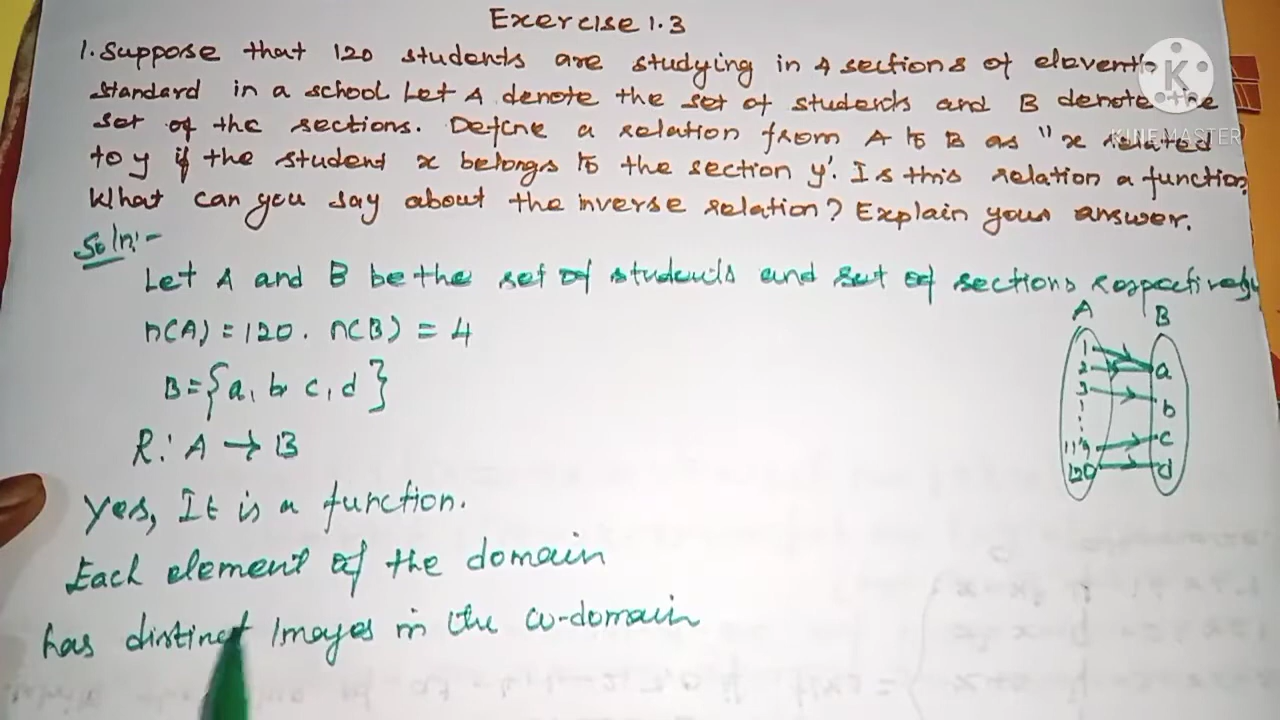 Exercise 1.3
1. Suppose that 120 students are studying in 4 sections of eleventh
standard in a school Let A denote the set of students and B denote the
set of the sections. Define a relation from A to B as "x related
to y if the student x belongs to the section y". Is this relation a function
What can you say about the inverse relation? Explain your answer.
Soln:-
Let A and B be the set of students and set of sections respectively
n(A) = 120. n(B) = 4
B = {a, b c, d}
R: A → B
Yes, It is a function.
Each element of the domain
has distinct Images in the co-domain
A B
1
2 a
3 b
119 c
120 d
K
KINEMASTER